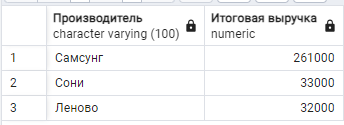 Производитель
character varying (100)
Итоговая выручка
numeric
1 Самсунг 261000
2 Сони 33000
3 Леново 32000